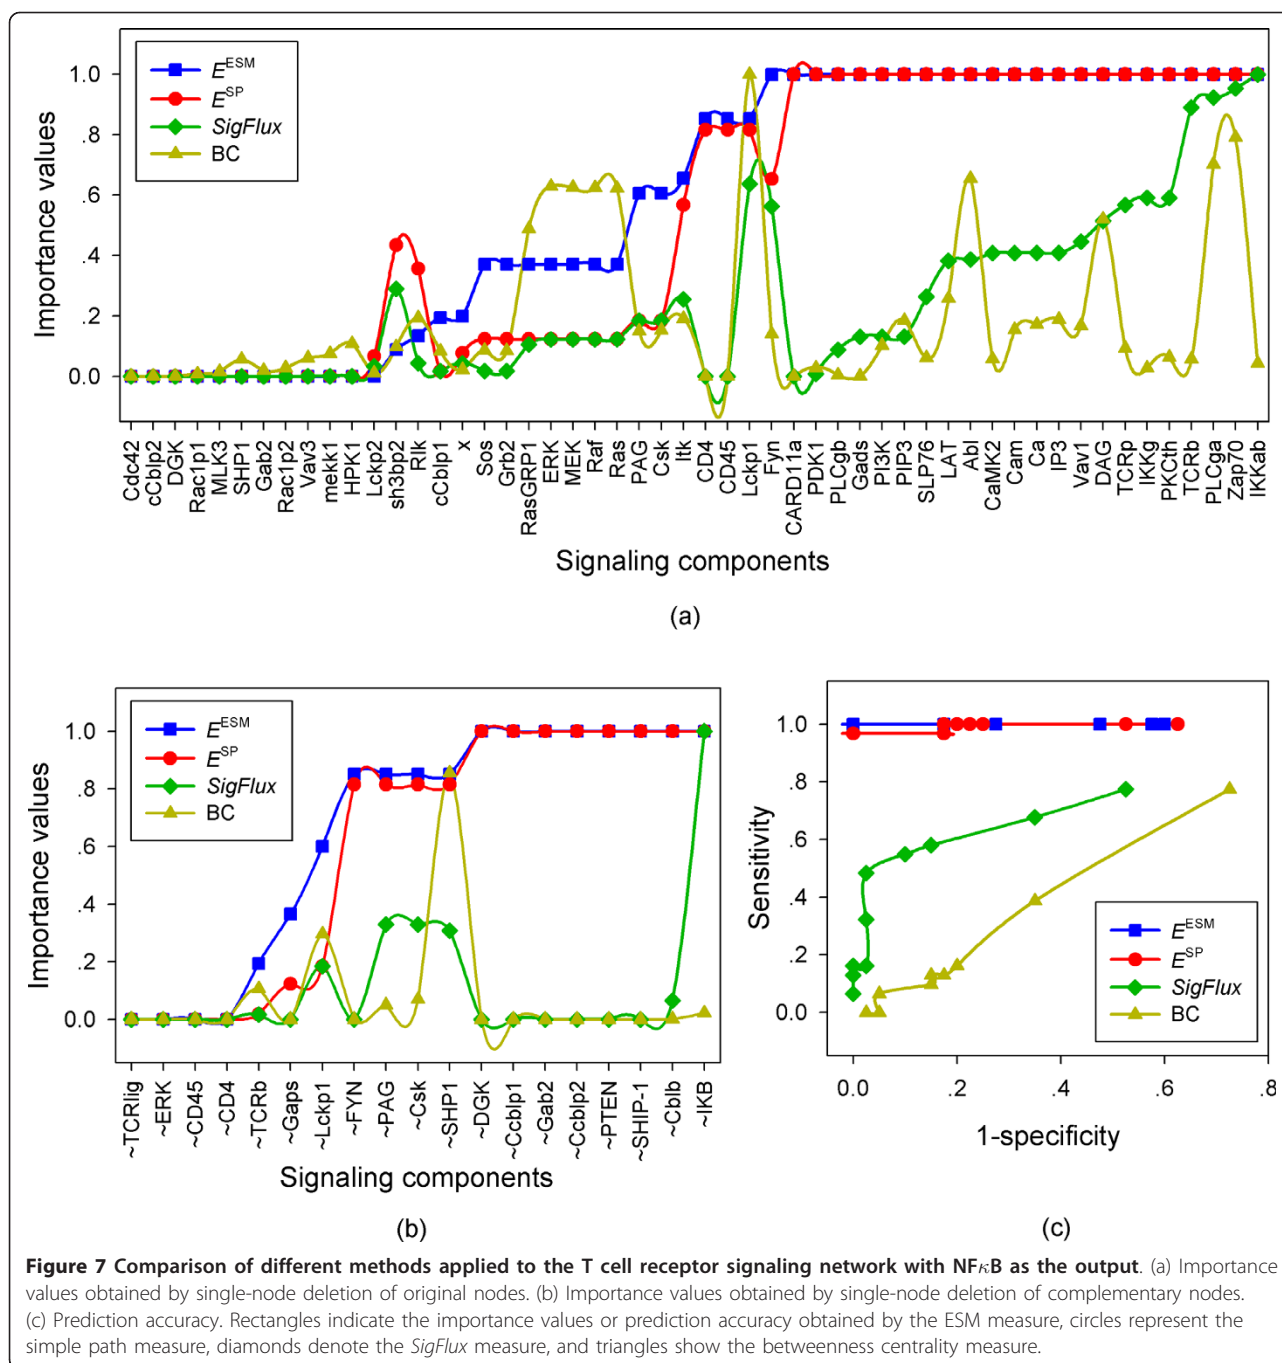 E^ESM
E^SP
SigFlux
BC
Importance values
1.0
.8
.6
.4
.2
0.0
Cdc42
cCblp2
DGK
Rac1p1
MLK3
SHP1
Gab2
Rac1p2
Vav3
mekk1
HPK1
Lckp2
sh3bp2
Rlk
cCblp1
x
Sos
Grb2
RasGRP1
ERK
MEK
Raf
Ras
PAG
Csk
Itk
CD4
CD45
Lckp1
Fyn
CARD11a
PDK1
PLCgb
Gads
PI3K
PIP3
SLP76
LAT
Abl
CaMK2
Cam
Ca
IP3
Vav1
DAG
TCRp
IKKg
PKCth
TCRb
PLCga
Zap70
IKKab
Signaling components
(a)
E^ESM
E^SP
SigFlux
BC
Importance values
1.0
.8
.6
.4
.2
0.0
~TCRlig
~ERK
~CD45
~CD4
~TCRb
~Gaps
~Lckp1
~FYN
~PAG
~Csk
~SHP1
~DGK
~Ccblp1
~Gab2
~Ccblp2
~PTEN
~SHIP-1
~Cblb
~IKB
Signaling components
(b)
Sensitivity
1.0
.8
.6
.4
.2
0.0
E^ESM
E^SP
SigFlux
BC
0.0 .2 .4 .6 .8
1-specificity
(c)
Figure 7 Comparison of different methods applied to the T cell receptor signaling network with NFκB as the output. (a) Importance
values obtained by single-node deletion of original nodes. (b) Importance values obtained by single-node deletion of complementary nodes.
(c) Prediction accuracy. Rectangles indicate the importance values or prediction accuracy obtained by the ESM measure, circles represent the
simple path measure, diamonds denote the SigFlux measure, and triangles show the betweenness centrality measure.